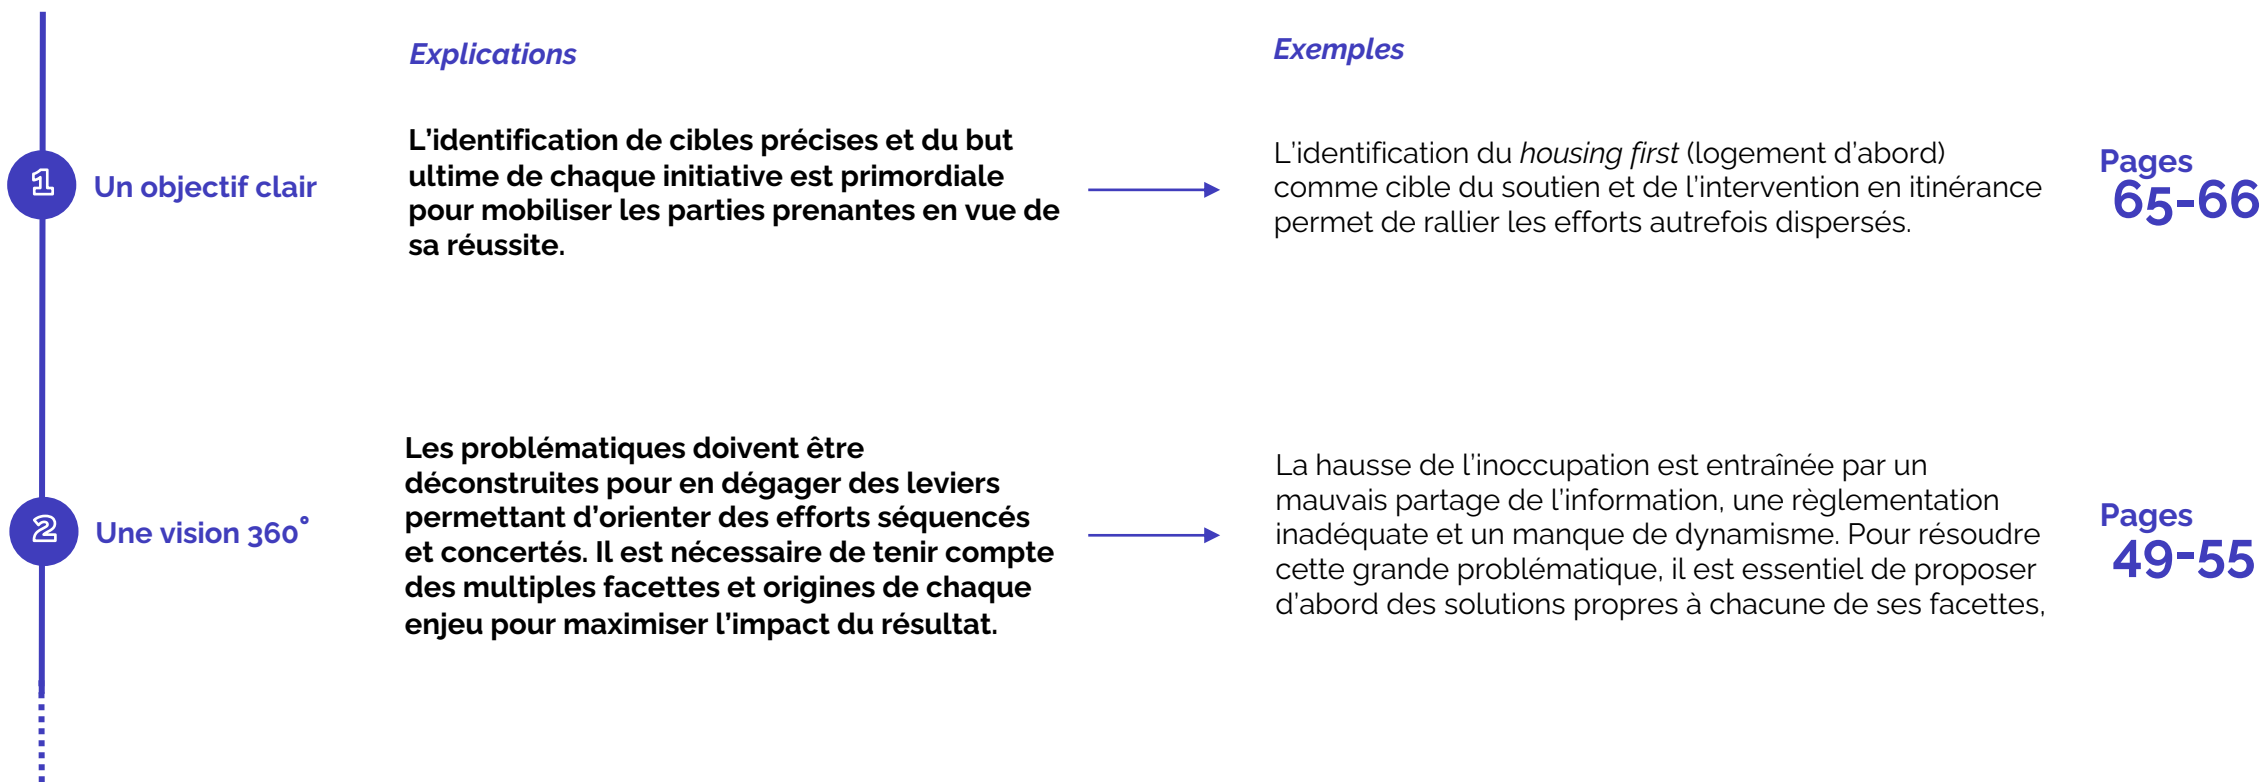 Explications
Exemples
1
Un objectif clair
L’identification de cibles précises et du but
ultime de chaque initiative est primordiale
pour mobiliser les parties prenantes en vue de
sa réussite.
L’identification du housing first (logement d’abord)
comme cible du soutien et de l’intervention en itinérance
permet de rallier les efforts autrefois dispersés.
Pages
65-66
2
Une vision 360°
Les problématiques doivent être
déconstruites pour en dégager des leviers
permettant d’orienter des efforts séquencés
et concertés. Il est nécessaire de tenir compte
des multiples facettes et origines de chaque
enjeu pour maximiser l’impact du résultat.
La hausse de l’inoccupation est entraînée par un
mauvais partage de l’information, une règlementation
inadéquate et un manque de dynamisme. Pour résoudre
cette grande problématique, il est essentiel de proposer
d’abord des solutions propres à chacune de ses facettes,
Pages
49-55